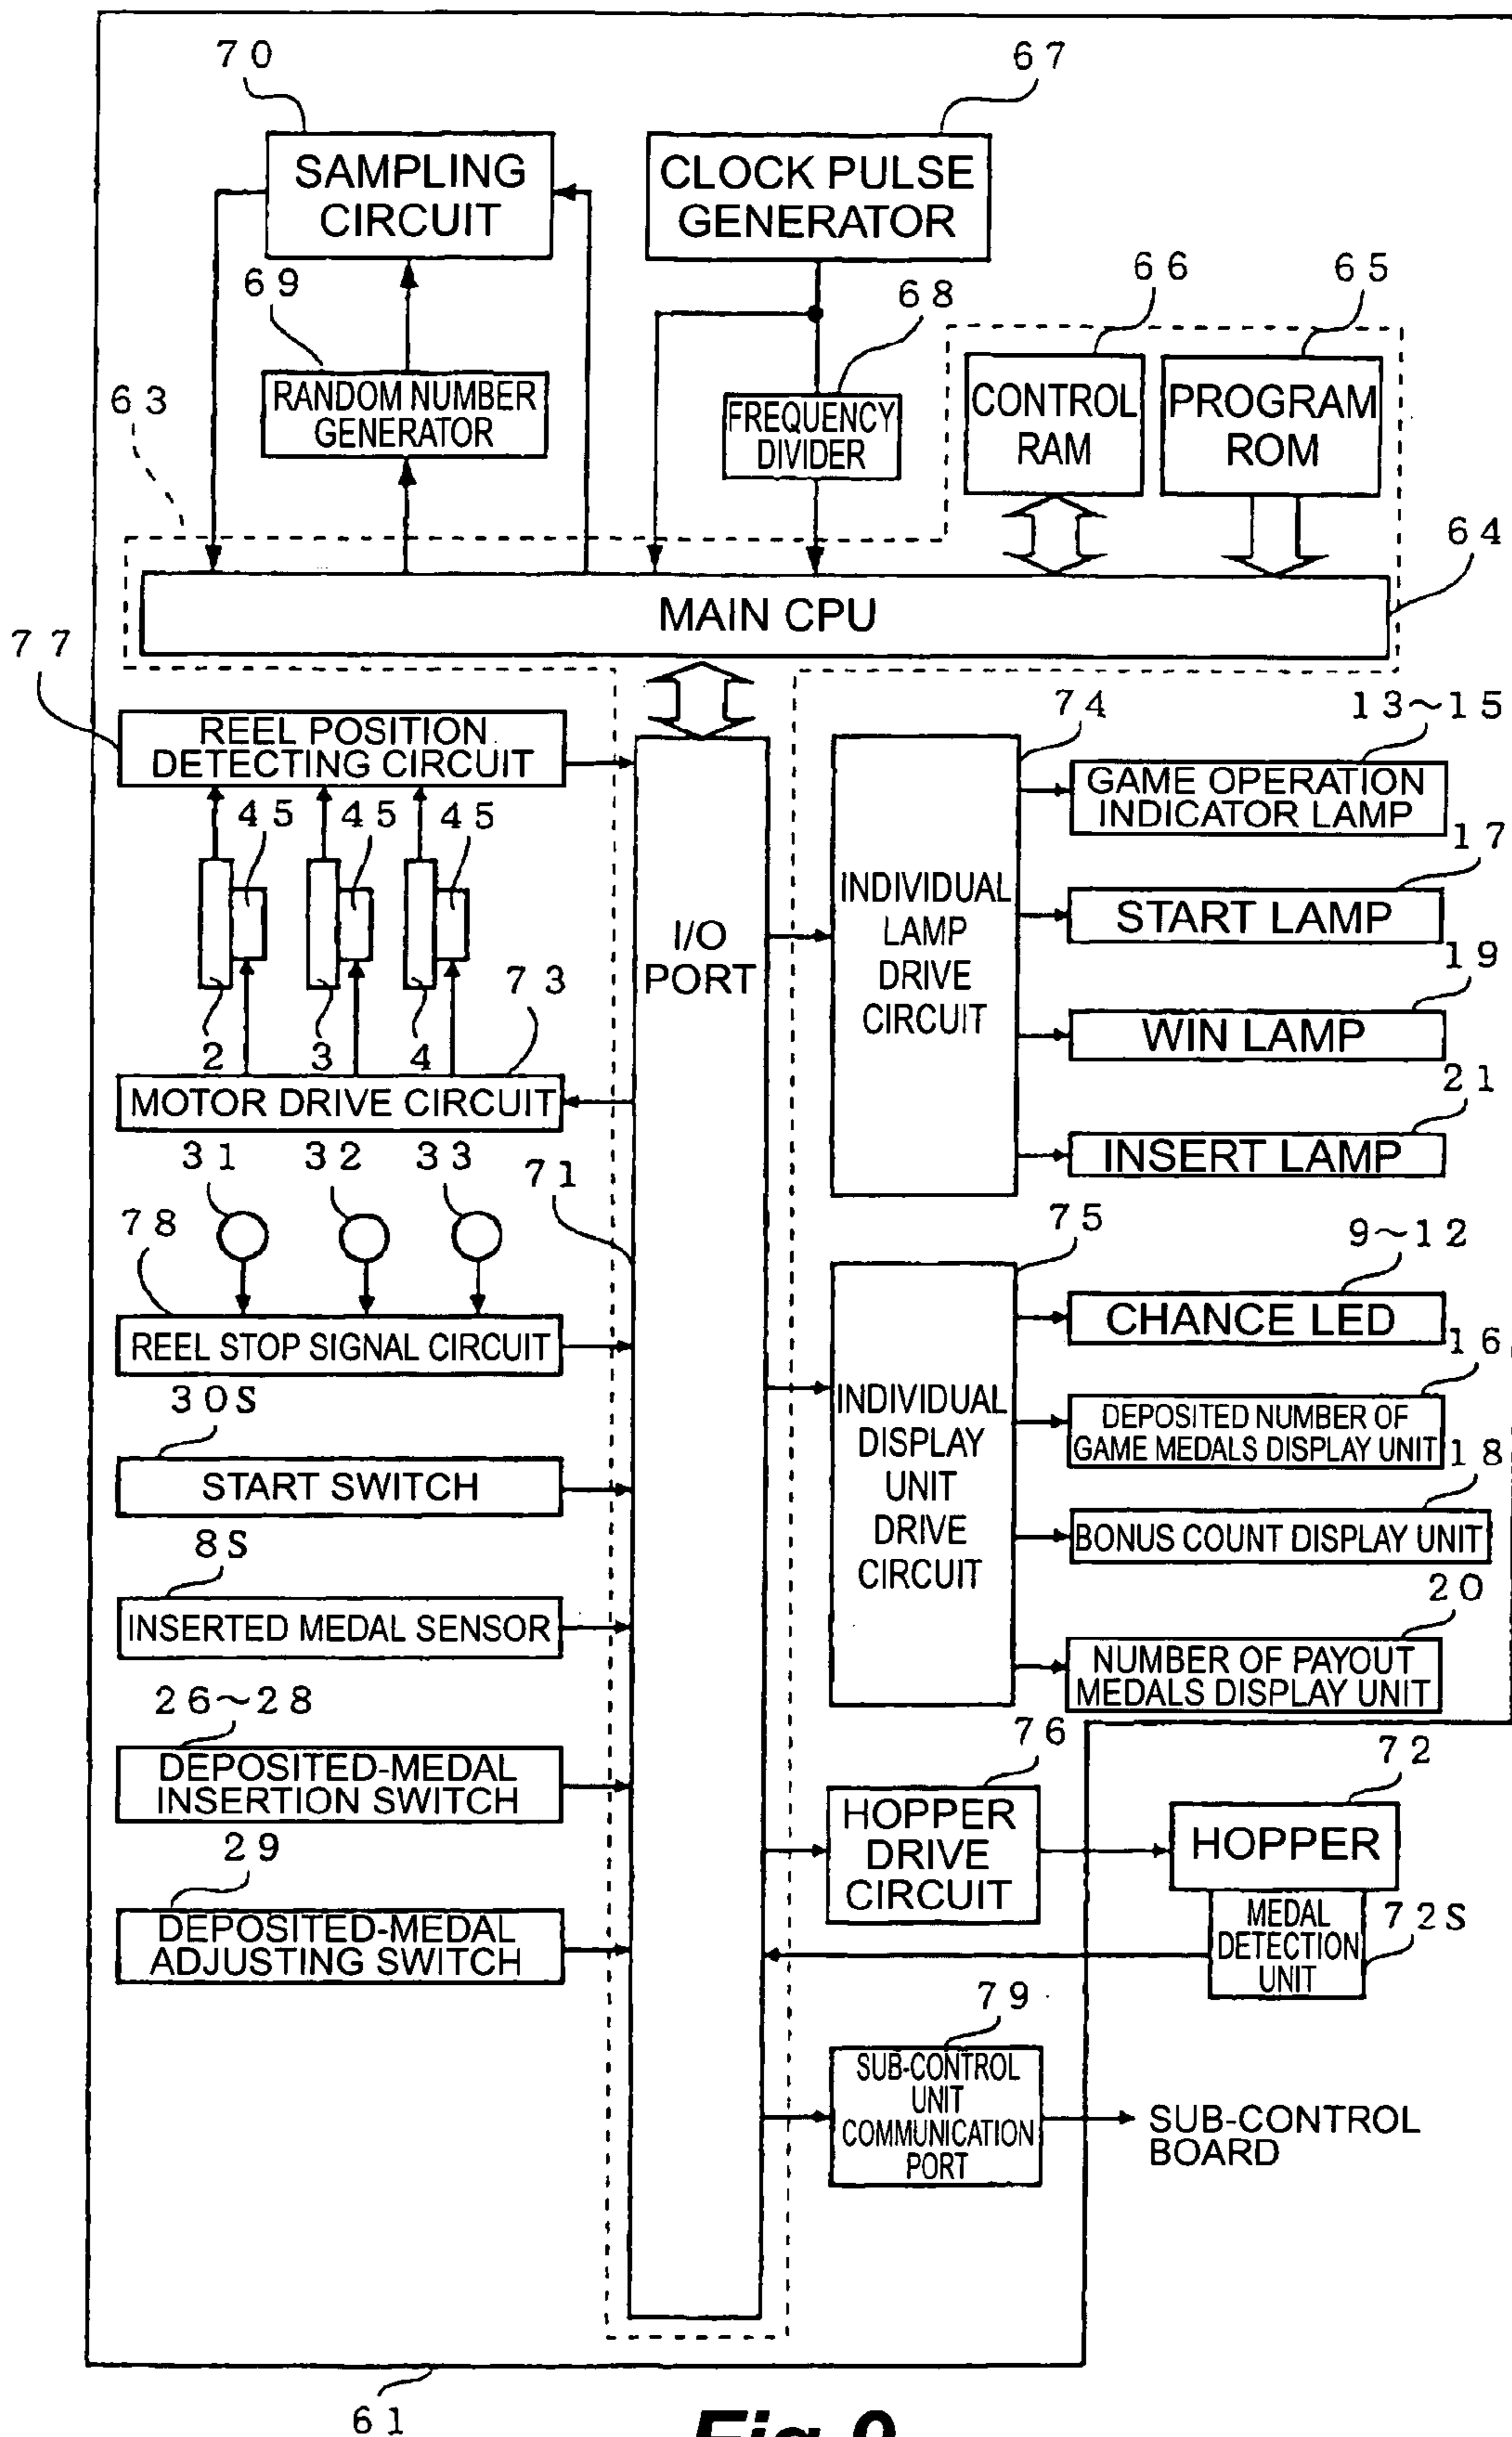 70
67
SAMPLING
CIRCUIT
CLOCK PULSE
GENERATOR
69
68
66
65
63
RANDOM NUMBER
GENERATOR
FREQUENCY
DIVIDER
CONTROL
RAM
PROGRAM
ROM
64
MAIN CPU
77
REEL POSITION
DETECTING CIRCUIT
45
45
45
2
3
4
73
MOTOR DRIVE CIRCUIT
31
32
33
71
78
REEL STOP SIGNAL CIRCUIT
30S
START SWITCH
8S
INSERTED MEDAL SENSOR
26~28
DEPOSITED-MEDAL
INSERTION SWITCH
29
DEPOSITED-MEDAL
ADJUSTING SWITCH
I/O
PORT
74
INDIVIDUAL
LAMP
DRIVE
CIRCUIT
13~15
GAME OPERATION
INDICATOR LAMP
17
START LAMP
19
WIN LAMP
21
INSERT LAMP
75
INDIVIDUAL
DISPLAY
UNIT
DRIVE
CIRCUIT
9~12
CHANCE LED
16
DEPOSITED NUMBER OF
GAME MEDALS DISPLAY UNIT
18
BONUS COUNT DISPLAY UNIT
20
NUMBER OF PAYOUT
MEDALS DISPLAY UNIT
76
HOPPER
DRIVE
CIRCUIT
72
HOPPER
MEDAL
DETECTION
UNIT
72S
79
SUB-CONTROL
UNIT
COMMUNICATION
PORT
SUB-CONTROL
BOARD
61